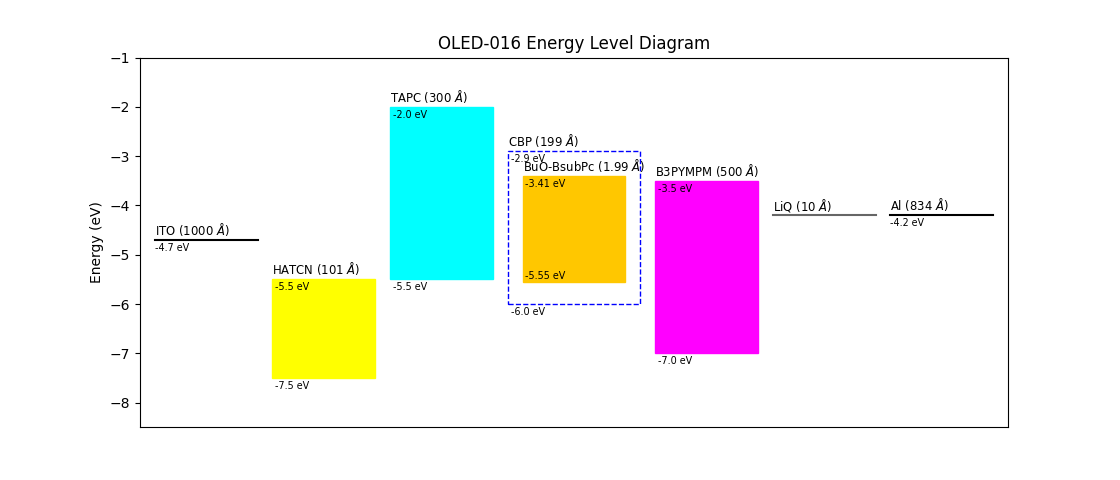 OLED-016 Energy Level Diagram
Energy (eV)
−1
−2
−3
−4
−5
−6
−7
−8
ITO (1000 Å)
-4.7 eV
HATCN (101 Å)
-5.5 eV
-7.5 eV
TAPC (300 Å)
-2.0 eV
-5.5 eV
CBP (199 Å)
-2.9 eV
BuO-BsubPc (1.99 Å)
-3.41 eV
-5.55 eV
-6.0 eV
B3PYMPM (500 Å)
-3.5 eV
-7.0 eV
LiQ (10 Å)
Al (834 Å)
-4.2 eV